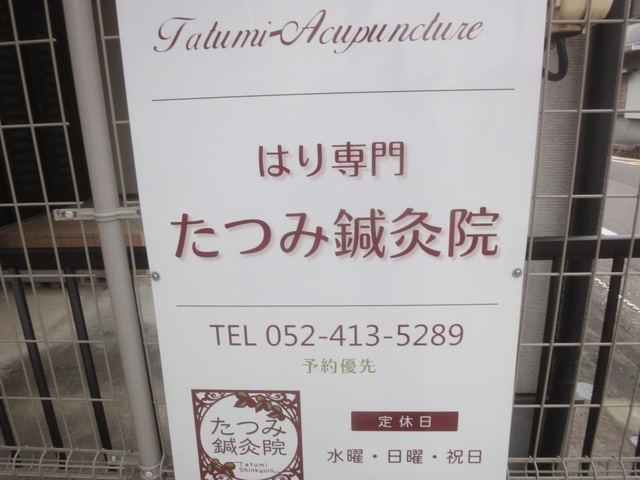 Tatumi-Acupuncture
はり専門
たつみ鍼灸院
TEL 052-413-5289
予約優先
たつみ
鍼灸院
Tatumi
Shinkyuin
定休日
水曜・日曜・祝日